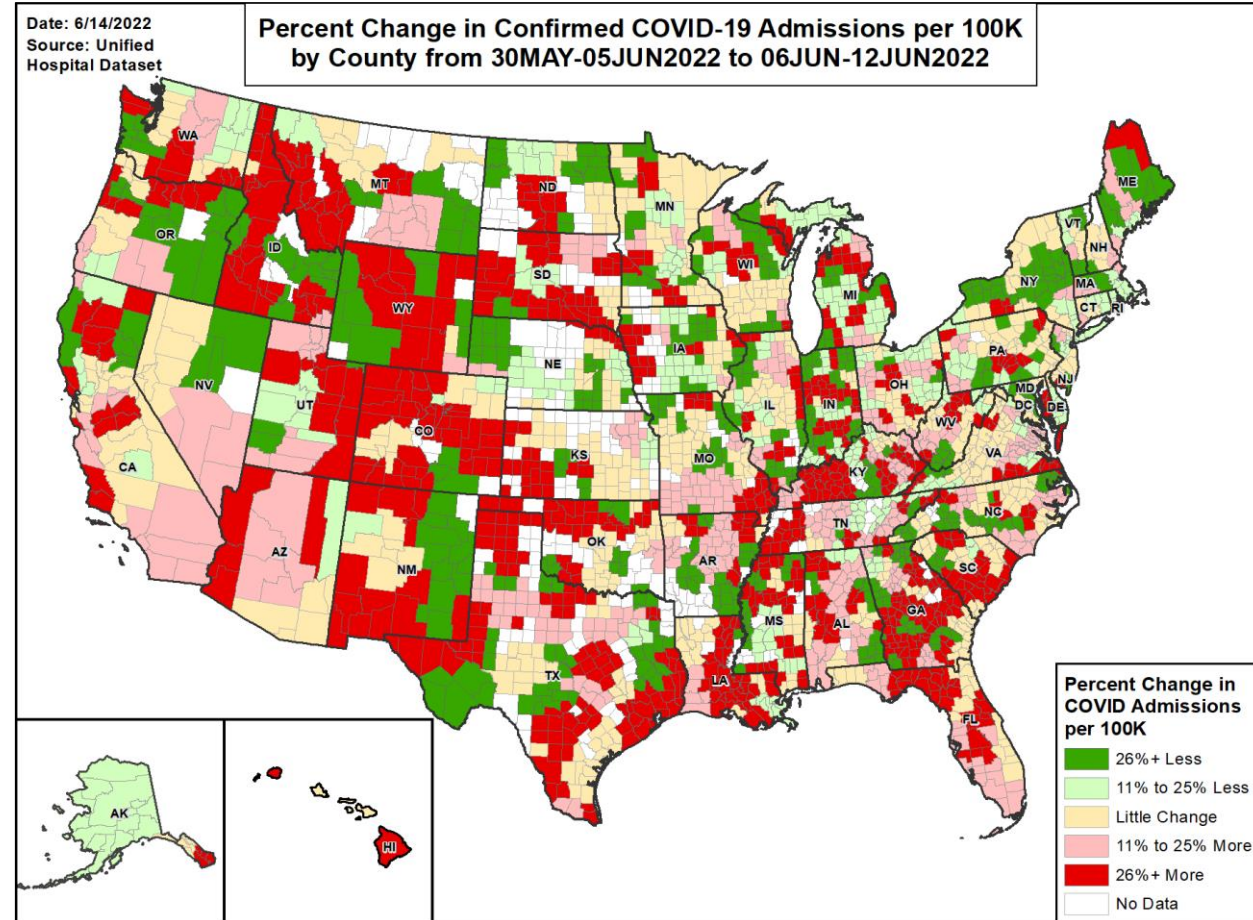 Date: 6/14/2022
Source: Unified
Hospital Dataset
Percent Change in Confirmed COVID-19 Admissions per 100K
by County from 30MAY-05JUN2022 to 06JUN-12JUN2022
WA
MT
ND
MN
ME
OR
ID
SD
WI
MI
VT
NH
NY
MA
CT
RI
WY
IA
NE
PA
NJ
NV
UT
CO
IL
IN
OH
MD
DC
DE
WV
VA
CA
KS
MO
KY
NC
TN
AZ
NM
OK
AR
SC
MS
AL
GA
TX
LA
FL
AK
HI
Percent Change in
COVID Admissions
per 100K
26%+ Less
11% to 25% Less
Little Change
11% to 25% More
26%+ More
No Data